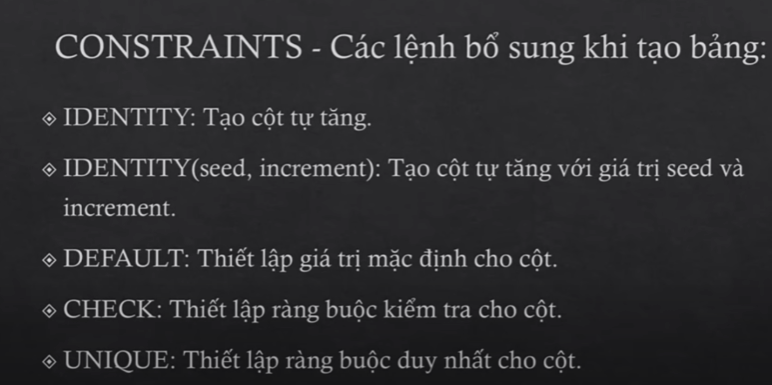 CONSTRAINTS - Các lệnh bổ sung khi tạo bảng:
IDENTITY: Tạo cột tự tăng.
IDENTITY(seed, increment): Tạo cột tự tăng với giá trị seed và
increment.
DEFAULT: Thiết lập giá trị mặc định cho cột.
CHECK: Thiết lập ràng buộc kiểm tra cho cột.
UNIQUE: Thiết lập ràng buộc duy nhất cho cột.